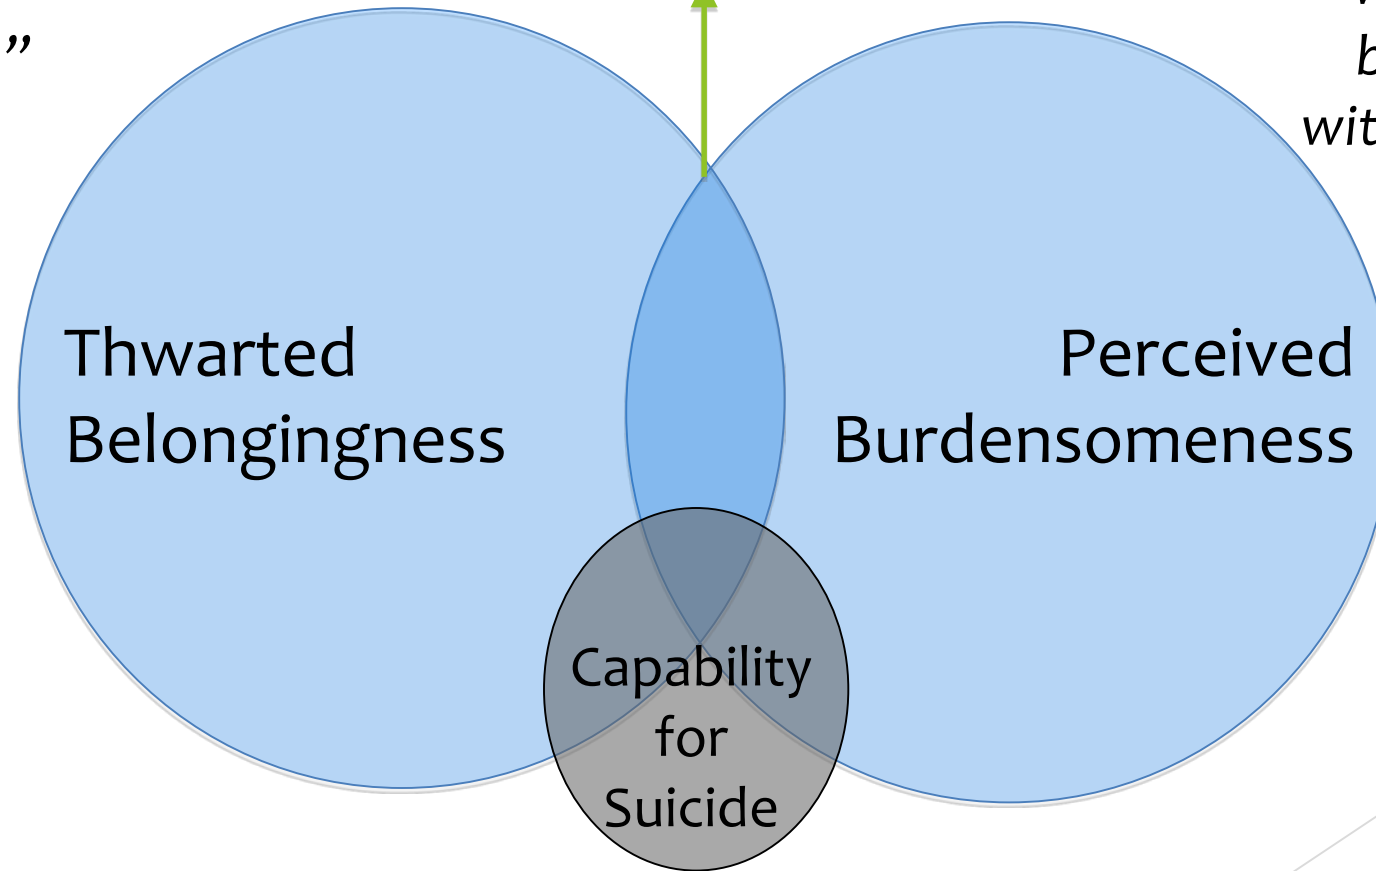 ”
Thwarted
Belongingness
Perceived
Burdensomeness
Capability
for
Suicide